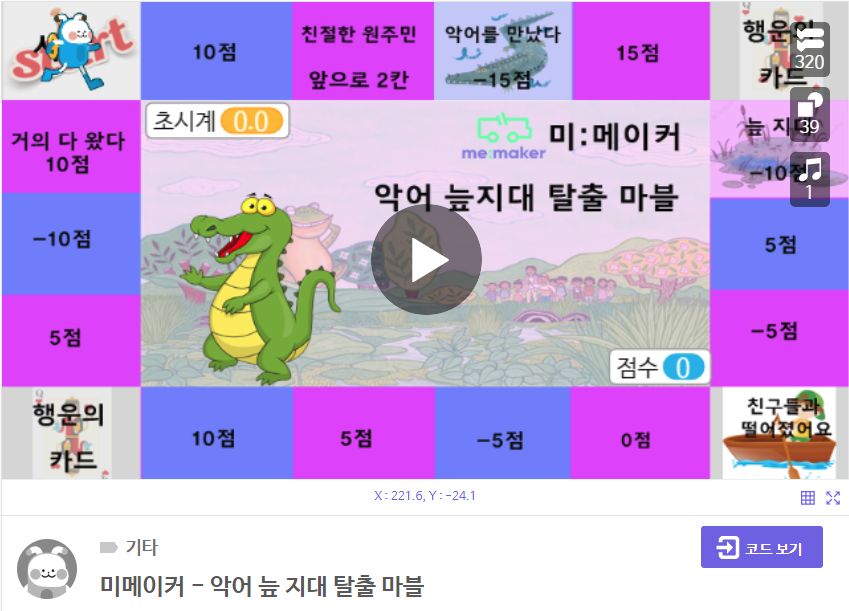 start
10점
친절한 원주민
앞으로 2칸
악어를 만났다
-15점
15점
행운의
카드
320
거의 다 왔다
10점
초시계 0.0
me:maker
미:메이커
늪 지대
-10점
39
1
악어 늪지대 탈출 마블
-10점
5점
5점
-5점
점수 0
행운의
카드
10점
5점
-5점
0점
친구들과
떨어졌어요
X : 221.6, Y : -24.1
기타
코드 보기
미메이커 - 악어 늪 지대 탈출 마블